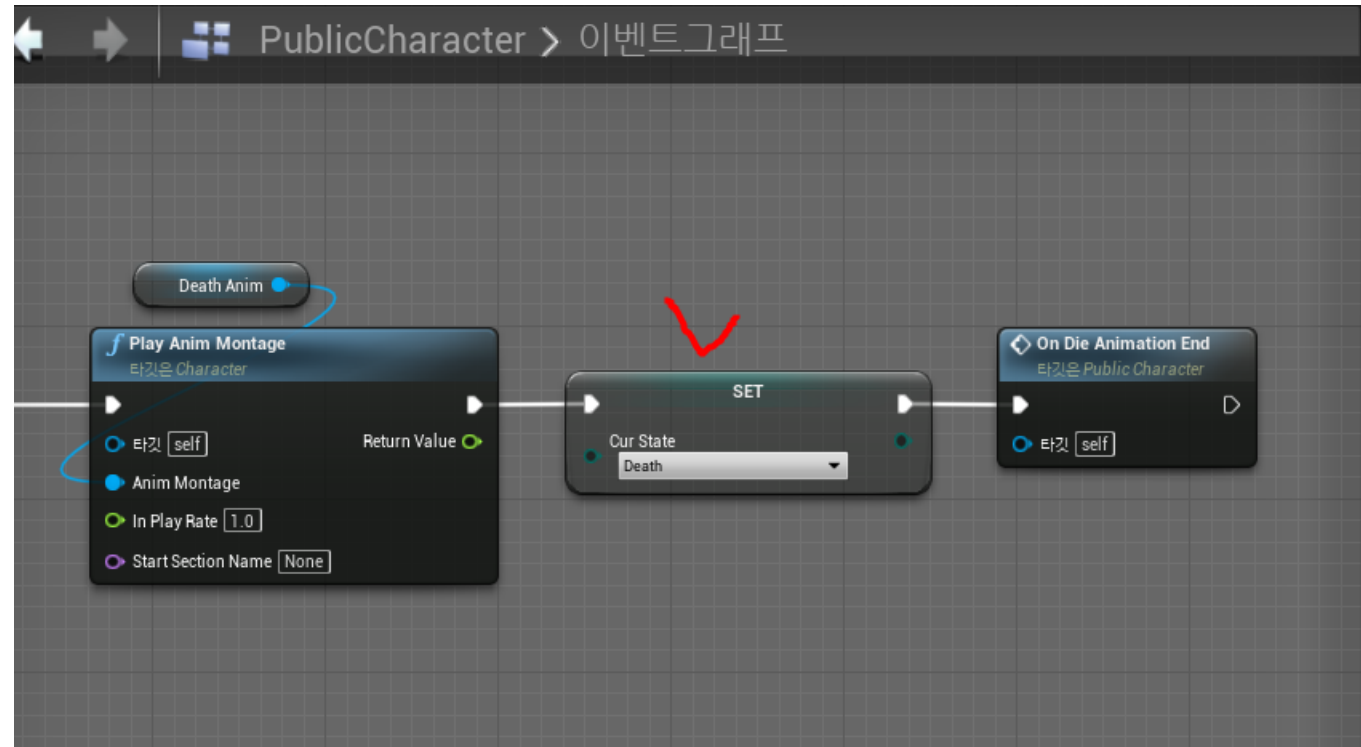 PublicCharacter > 이벤트그래프
Death Anim
f Play Anim Montage
타깃은 Character
타깃 self
Return Value
Anim Montage
In Play Rate 1.0
Start Section Name None
SET
Cur State
Death
On Die Animation End
타깃은 Public Character
타깃 self